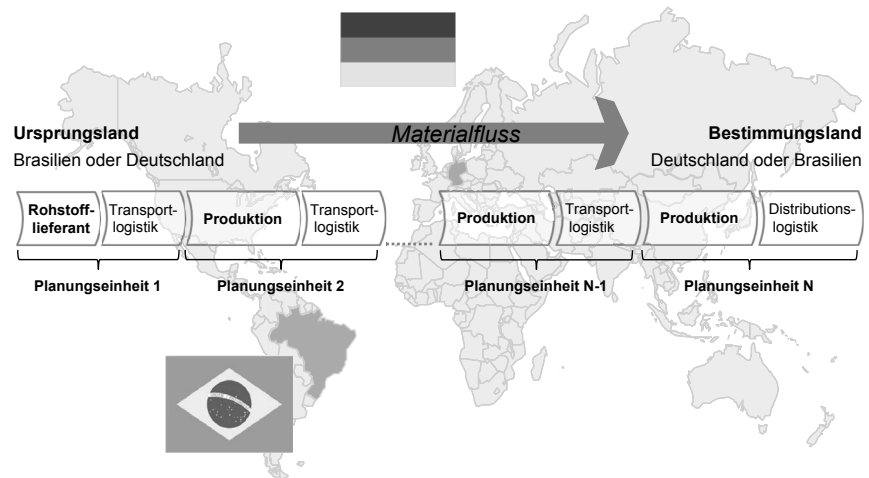 Materialfluss
Ursprungsland
Brasilien oder Deutschland
Bestimmungsland
Deutschland oder Brasilien
Rohstoff-
lieferant
Transport-
logistik
Produktion
Transport-
logistik
Produktion
Transport-
logistik
Produktion
Distributions-
logistik
Planungseinheit 1
Planungseinheit 2
Planungseinheit N-1
Planungseinheit N